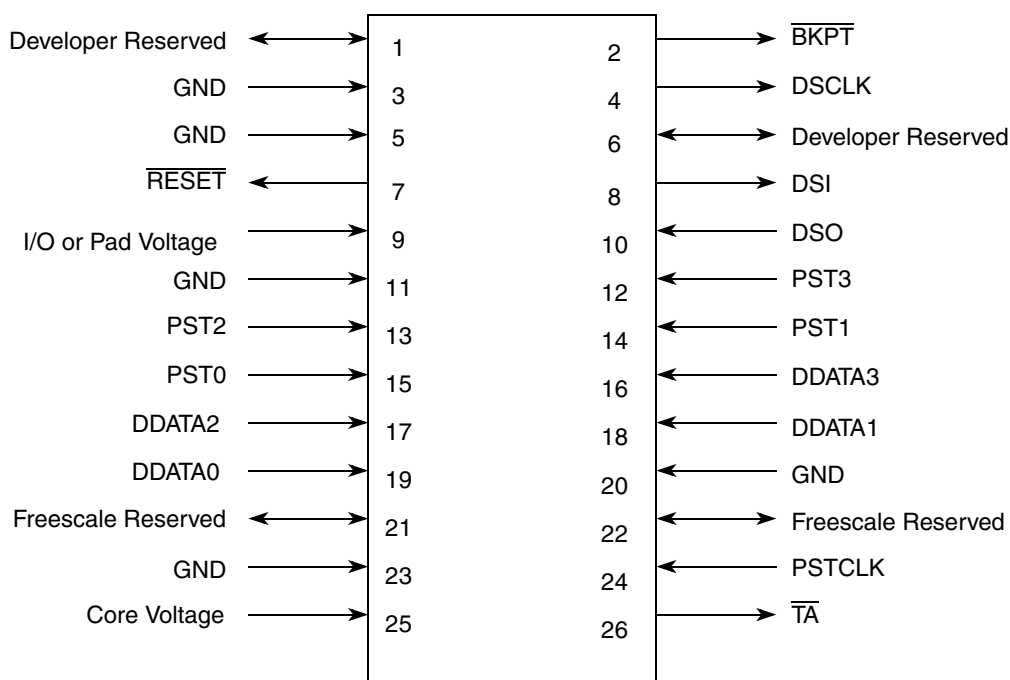 Developer Reserved 1 2 BKPT
GND 3 4 DSCLK
GND 5 6 Developer Reserved
RESET 7 8 DSI
I/O or Pad Voltage 9 10 DSO
GND 11 12 PST3
PST2 13 14 PST1
PST0 15 16 DDATA3
DDATA2 17 18 DDATA1
DDATA0 19 20 GND
Freescale Reserved 21 22 Freescale Reserved
GND 23 24 PSTCLK
Core Voltage 25 26 TA